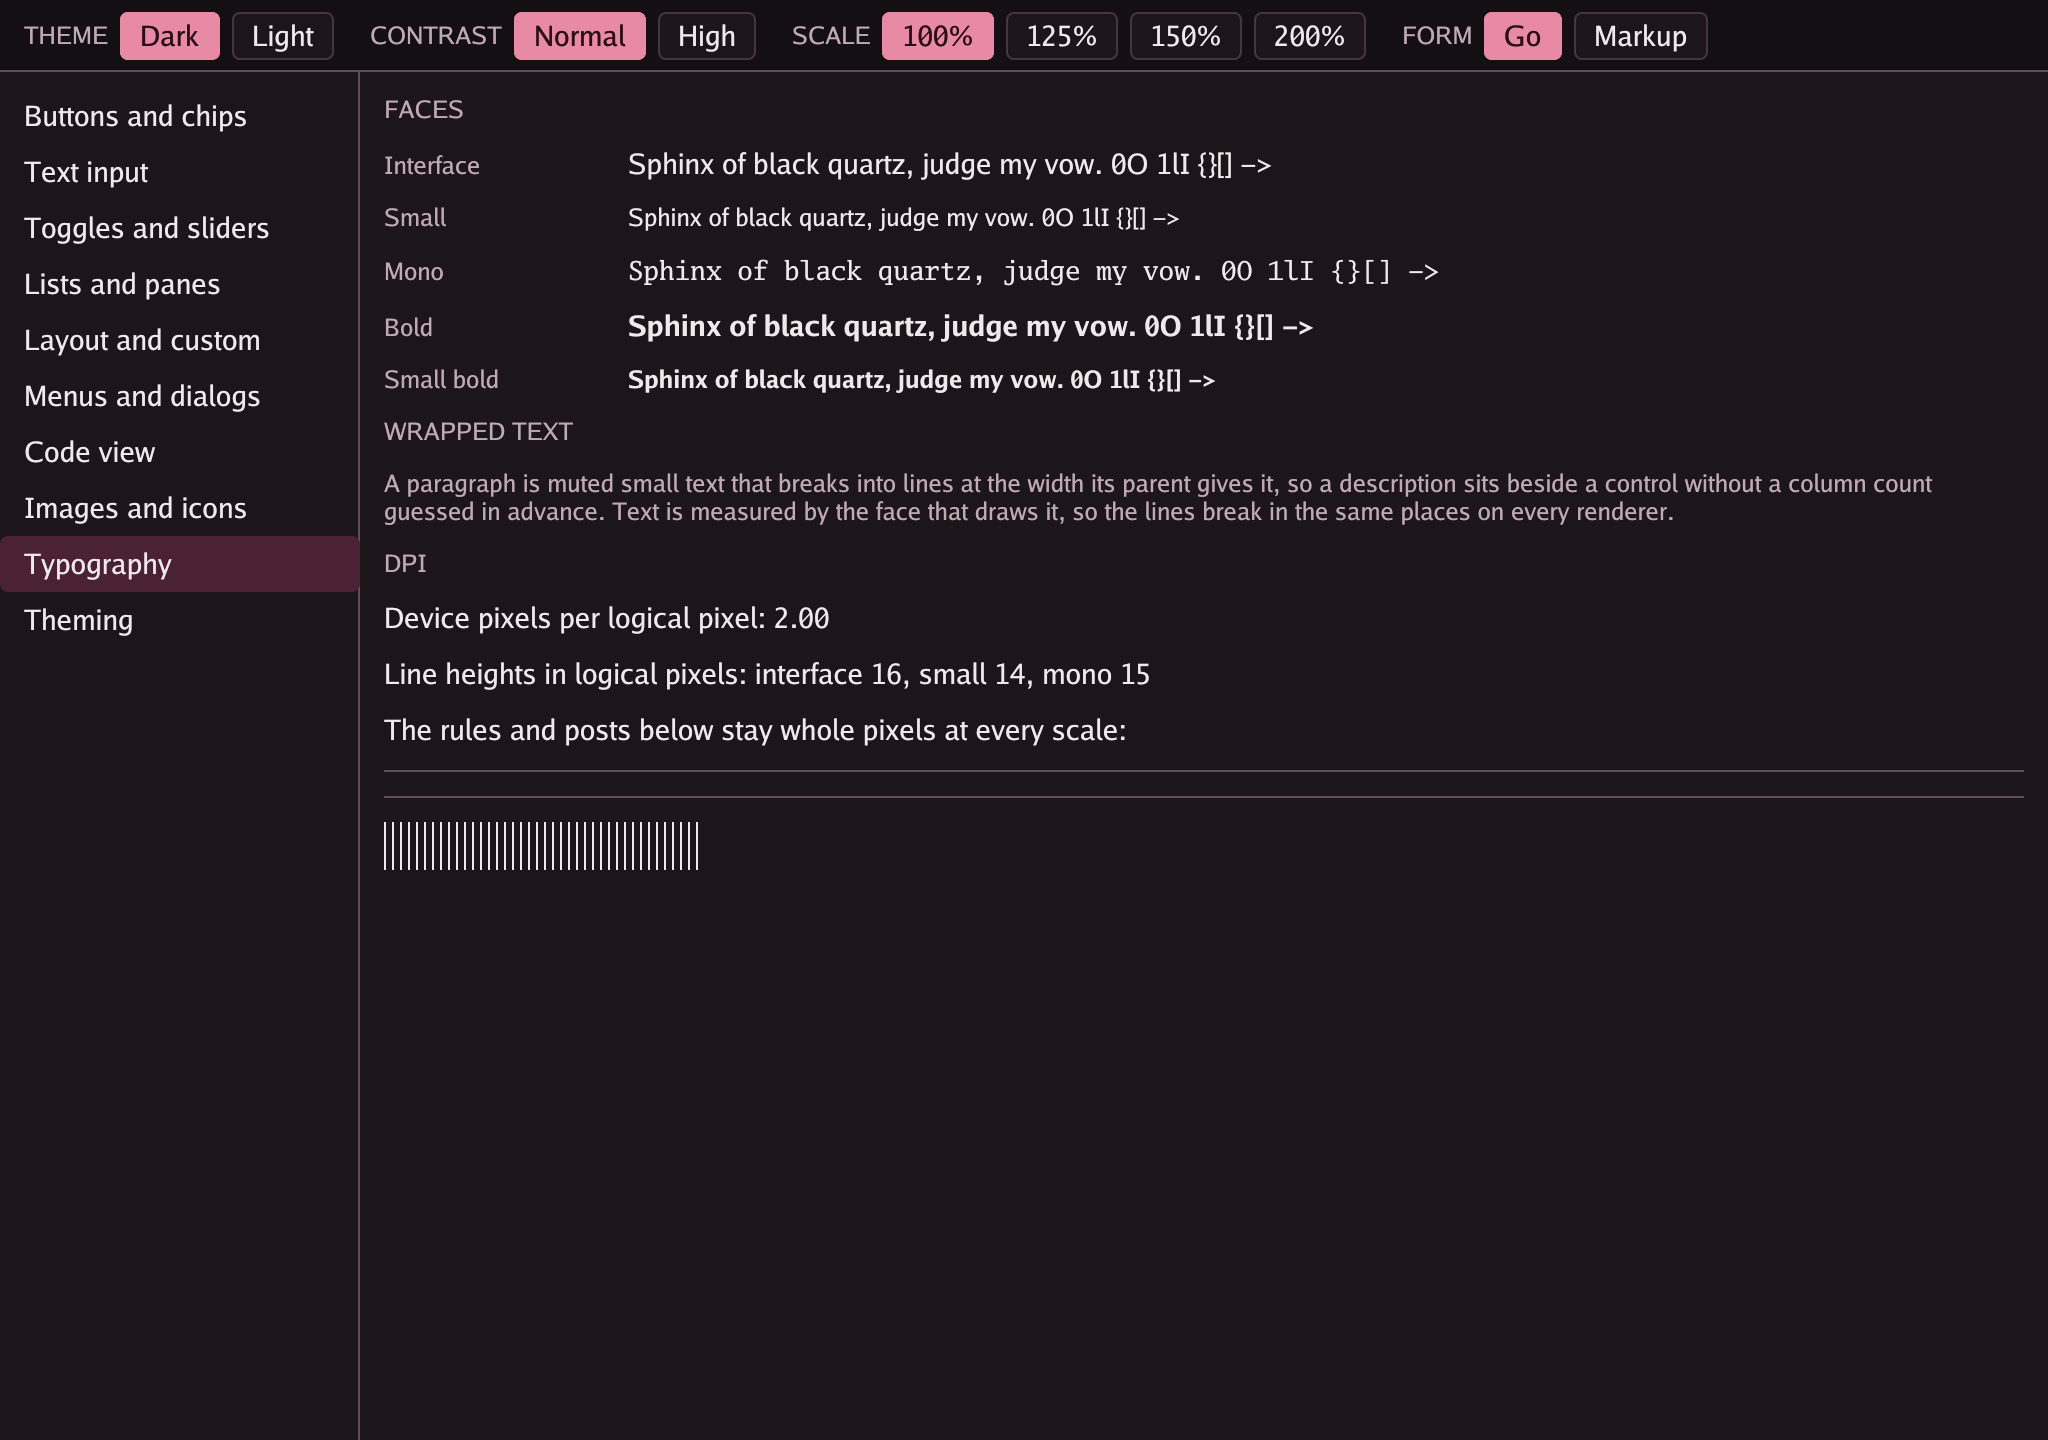 THEME Dark Light CONTRAST Normal High SCALE 100% 125% 150% 200% FORM Go Markup
Buttons and chips
Text input
Toggles and sliders
Lists and panes
Layout and custom
Menus and dialogs
Code view
Images and icons
Typography
Theming
FACES
Interface Sphinx of black quartz, judge my vow. 0O 1lI {}[] —>
Small Sphinx of black quartz, judge my vow. 0O 1lI {}[] —>
Mono Sphinx of black quartz, judge my vow. 0O 1lI {}[] —>
Bold Sphinx of black quartz, judge my vow. 0O 1lI {}[] —>
Small bold Sphinx of black quartz, judge my vow. 0O 1lI {}[] —>
WRAPPED TEXT
A paragraph is muted small text that breaks into lines at the width its parent gives it, so a description sits beside a control without a column count
guessed in advance. Text is measured by the face that draws it, so the lines break in the same places on every renderer.
DPI
Device pixels per logical pixel: 2.00
Line heights in logical pixels: interface 16, small 14, mono 15
The rules and posts below stay whole pixels at every scale: